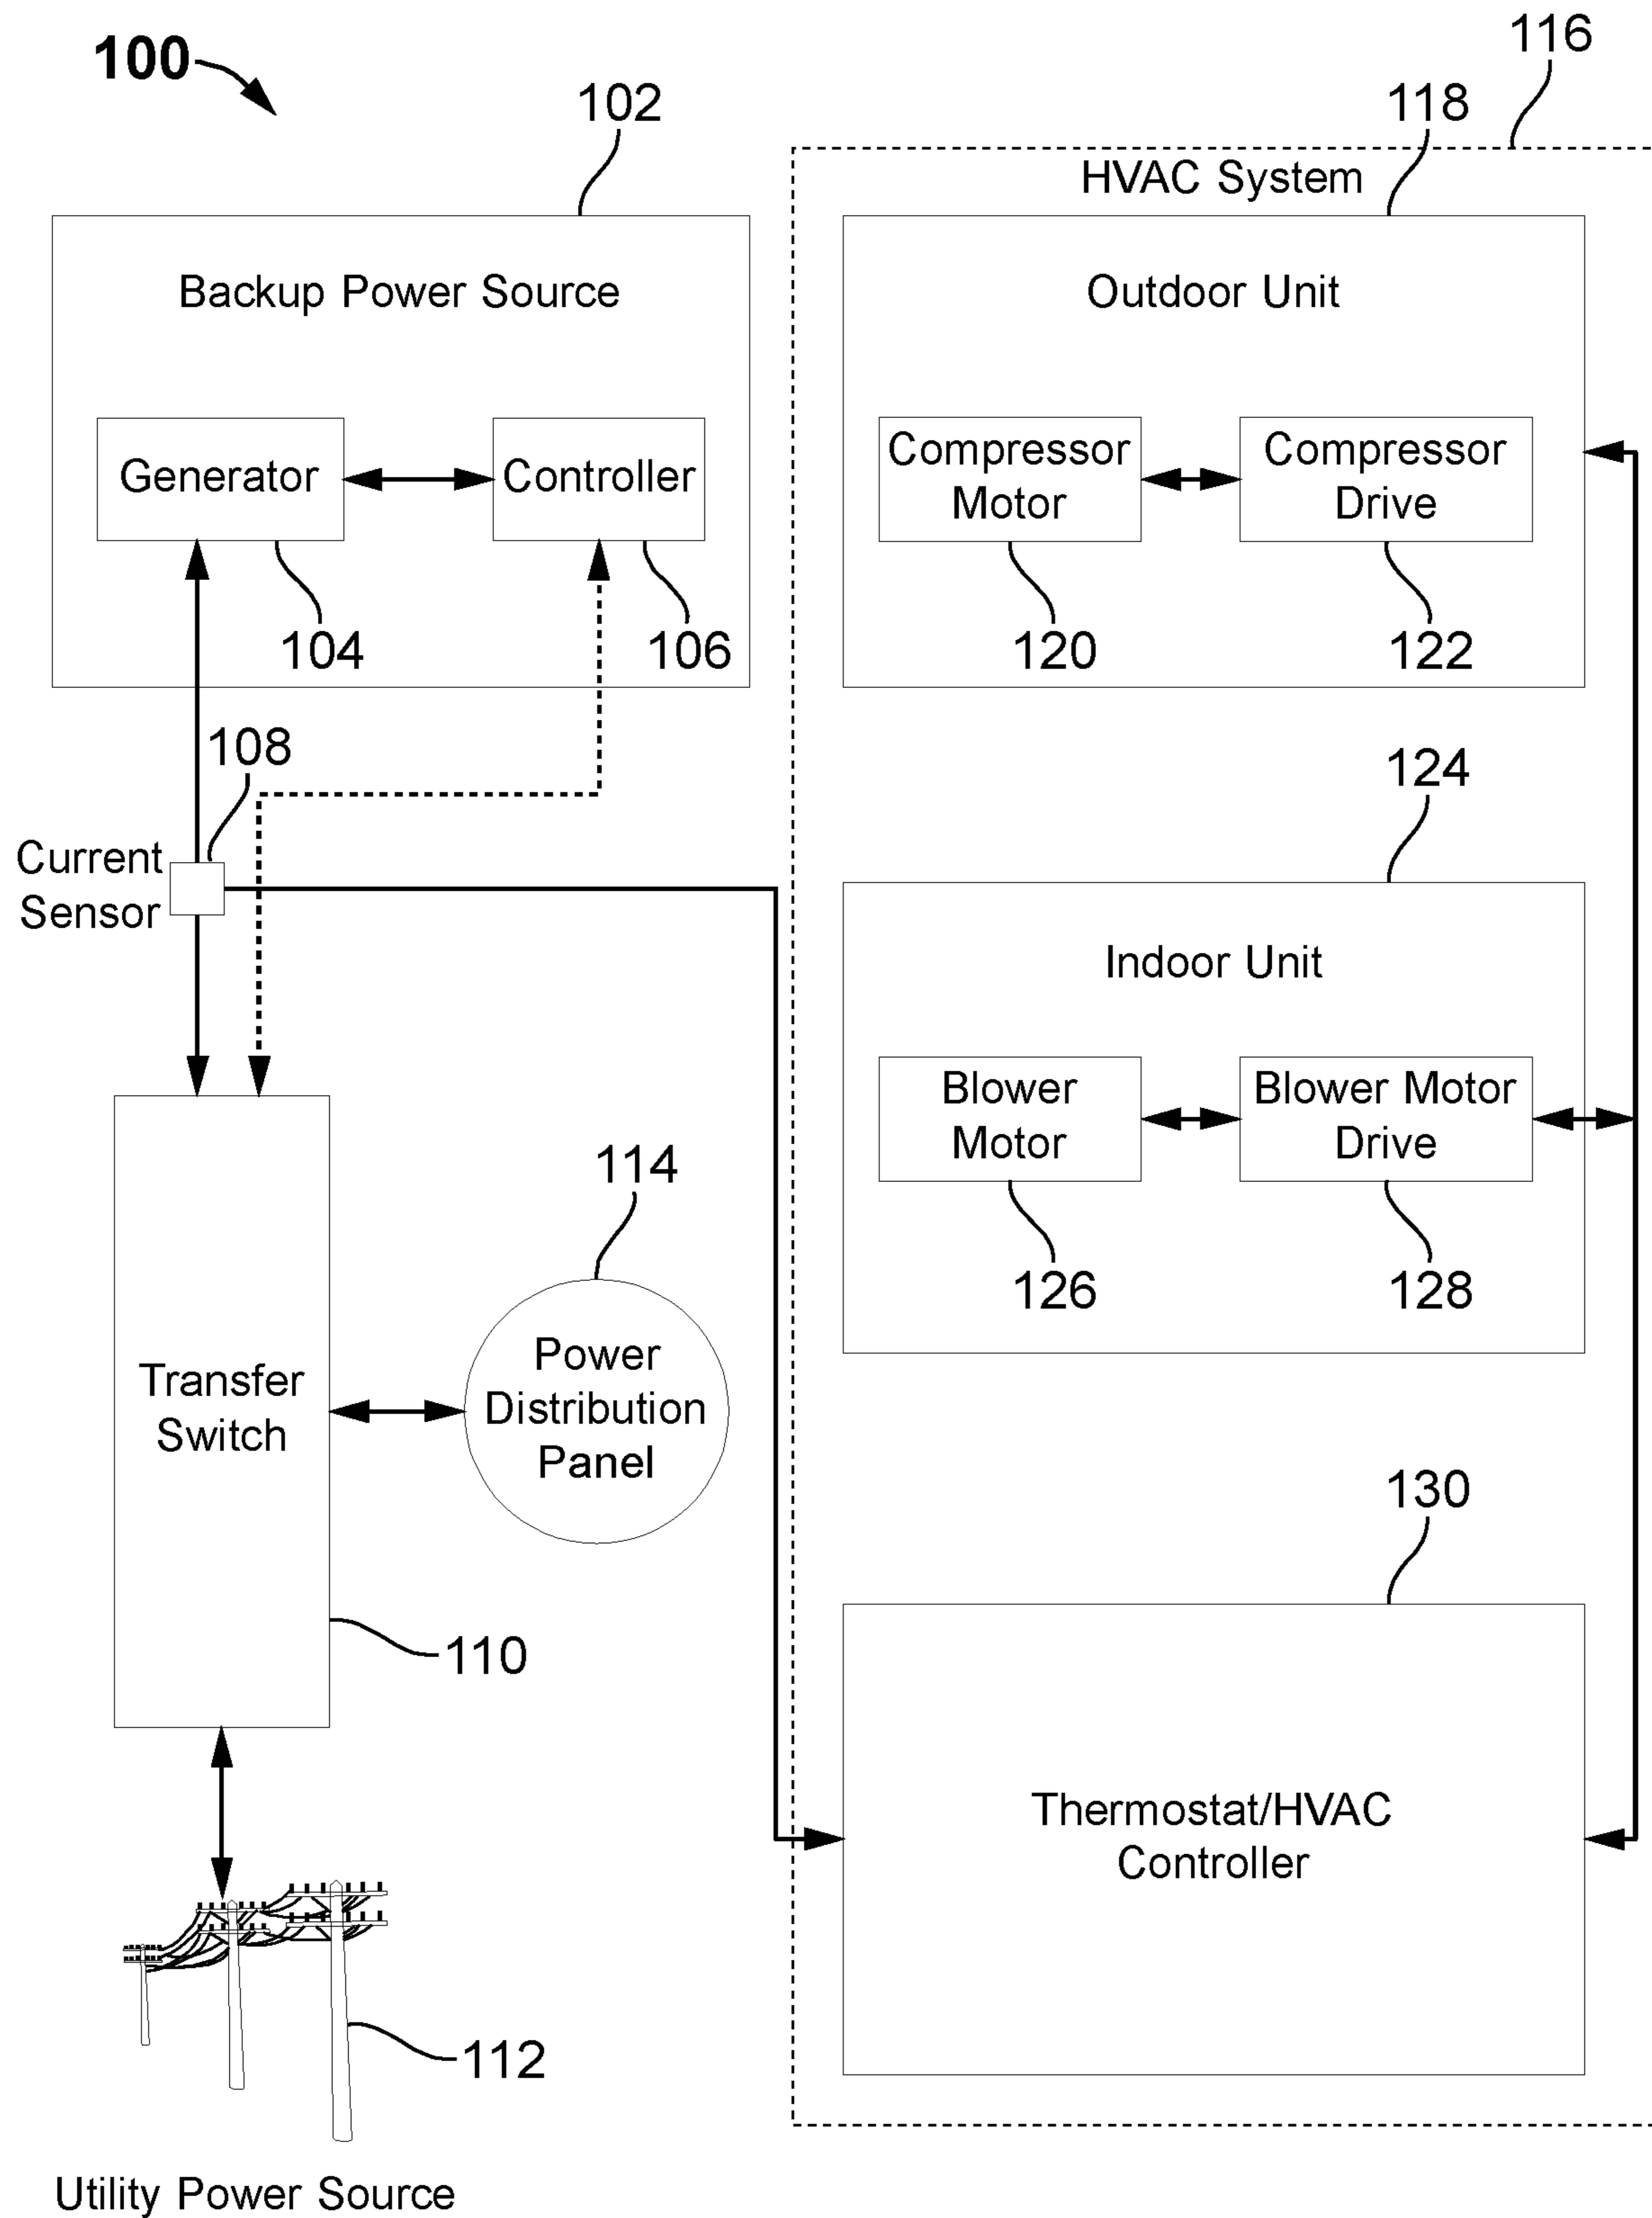 100
102
Backup Power Source
Generator
Controller
104
106
108
Current
Sensor
114
Power
Distribution
Panel
Transfer
Switch
110
112
Utility Power Source
116
118
HVAC System
Outdoor Unit
Compressor
Motor
Compressor
Drive
120
122
124
Indoor Unit
Blower
Motor
Blower Motor
Drive
126
128
130
Thermostat/HVAC
Controller